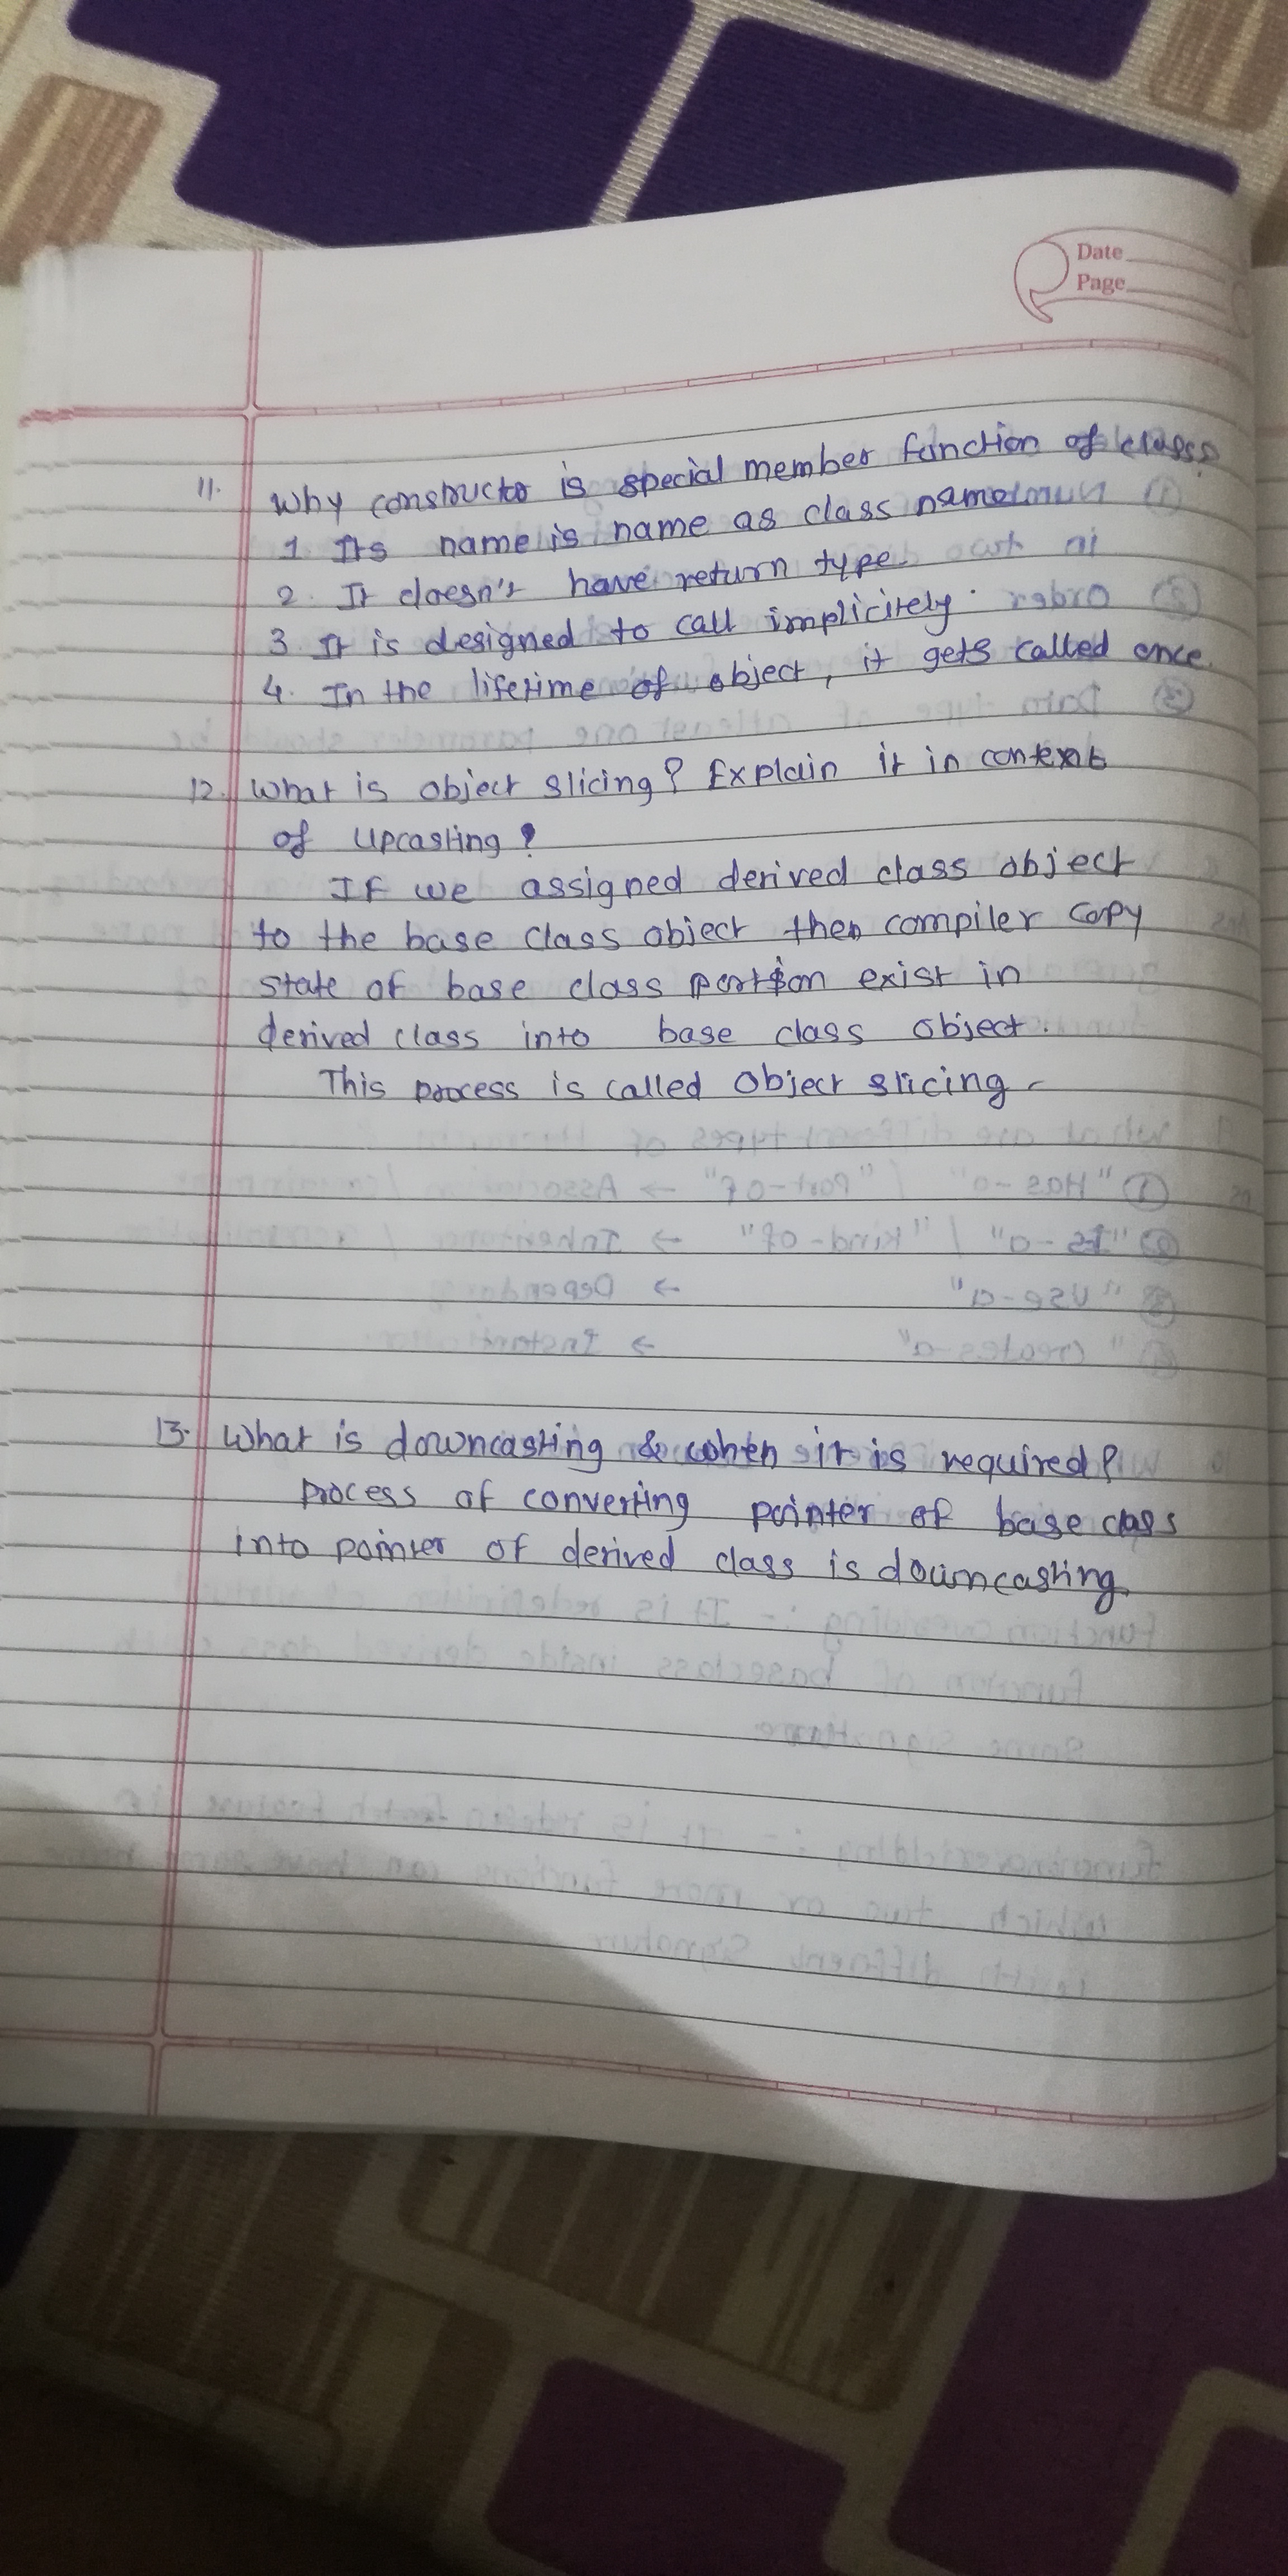 Date
Page
11. Why constructo is special member function of class?
1 Its name is name as class name
2. It doesn't have return type.
3 It is designed to call implicitely.
4. In the lifetime of object, it gets called once.
12. What is object slicing? Explain it in context
of upcasting?
If we assigned derived class object
to the base class object then compiler copy
state of base class portion exist in
derived class into base class object.
This process is called object slicing.
13. What is downcasting & when it is required?
Process of converting pointer of base class
into pointer of derived class is downcasting.